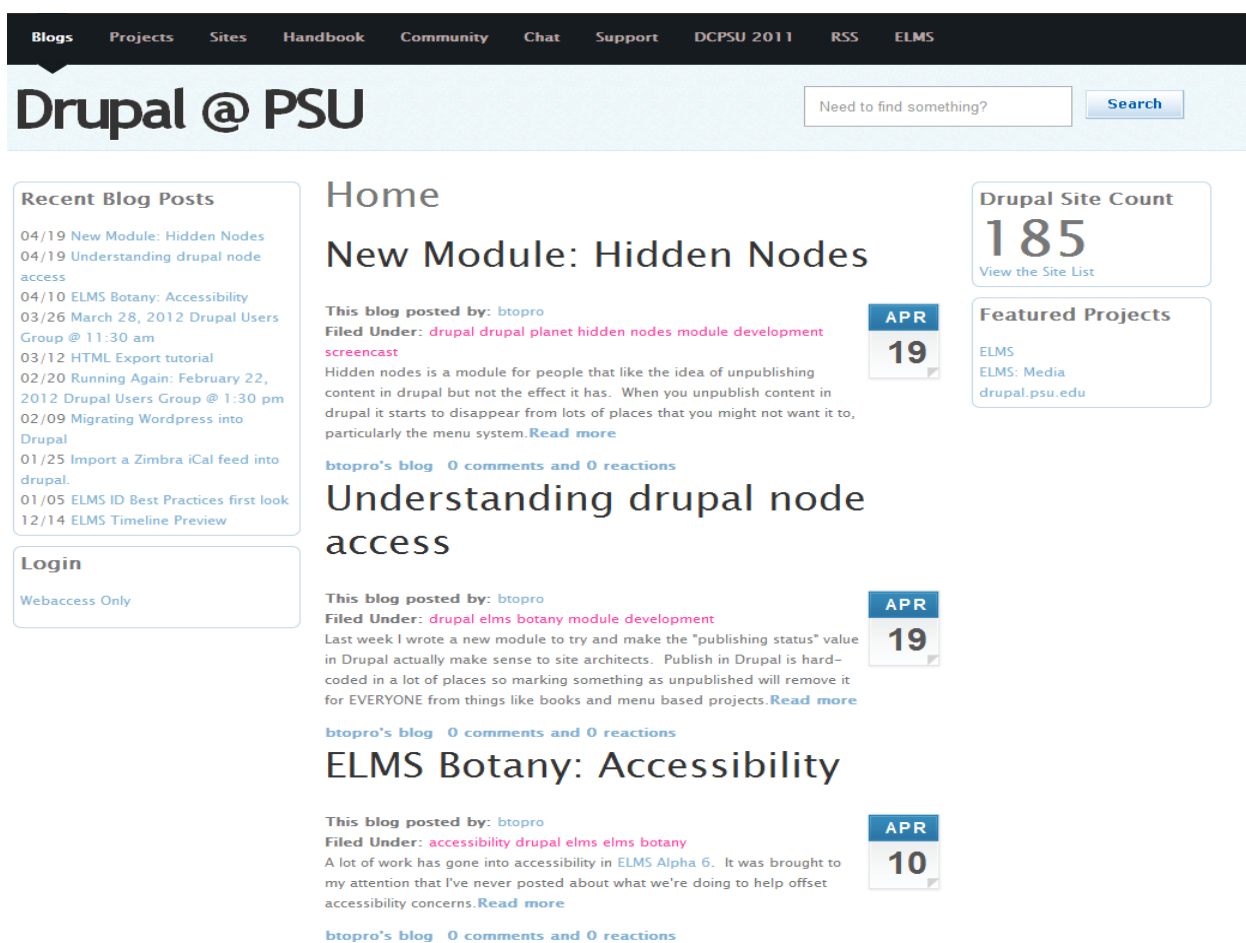 Blogs Projects Sites Handbook Community Chat Support DCPSU 2011 RSS ELMS
Drupal @ PSU
Need to find something?
Search
Recent Blog Posts
04/19 New Module: Hidden Nodes
04/19 Understanding drupal node
access
04/10 ELMS Botany: Accessibility
03/26 March 28, 2012 Drupal Users
Group @ 11:30 am
03/12 HTML Export tutorial
02/20 Running Again: February 22,
2012 Drupal Users Group @ 1:30 pm
02/09 Migrating Wordpress into
Drupal
01/25 Import a Zimbra iCal feed into
drupal.
01/05 ELMS ID Best Practices first look
12/14 ELMS Timeline Preview
Login
Webaccess Only
Home
New Module: Hidden Nodes
This blog posted by: btopro
Filed Under: drupal drupal planet hidden nodes module development
screencast
APR
19
Hidden nodes is a module for people that like the idea of unpublishing
content in drupal but not the effect it has.  When you unpublish content in
drupal it starts to disappear from lots of places that you might not want it to,
particularly the menu system.Read more
btopro's blog 0 comments and 0 reactions
Understanding drupal node
access
This blog posted by: btopro
Filed Under: drupal elms botany module development
APR
19
Last week I wrote a new module to try and make the "publishing status" value
in Drupal actually make sense to site architects.  Publish in Drupal is hard-
coded in a lot of places so marking something as unpublished will remove it
for EVERYONE from things like books and menu based projects.Read more
btopro's blog 0 comments and 0 reactions
ELMS Botany: Accessibility
This blog posted by: btopro
Filed Under: accessibility drupal elms elms botany
APR
10
A lot of work has gone into accessibility in ELMS Alpha 6.  It was brought to
my attention that I've never posted about what we're doing to help offset
accessibility concerns.Read more
btopro's blog 0 comments and 0 reactions
Drupal Site Count
185
View the Site List
Featured Projects
ELMS
ELMS: Media
drupal.psu.edu